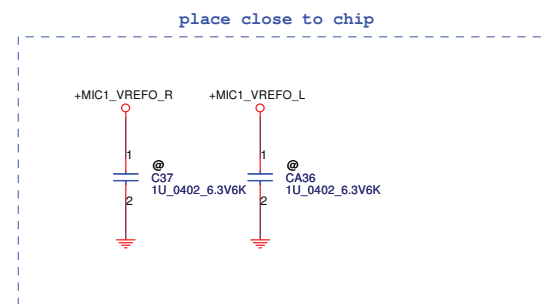 place close to chip
+MIC1_VREFO_R
+MIC1_VREFO_L
1
@
C37
1U_0402_6.3V6K
2
1
@
CA36
1U_0402_6.3V6K
2